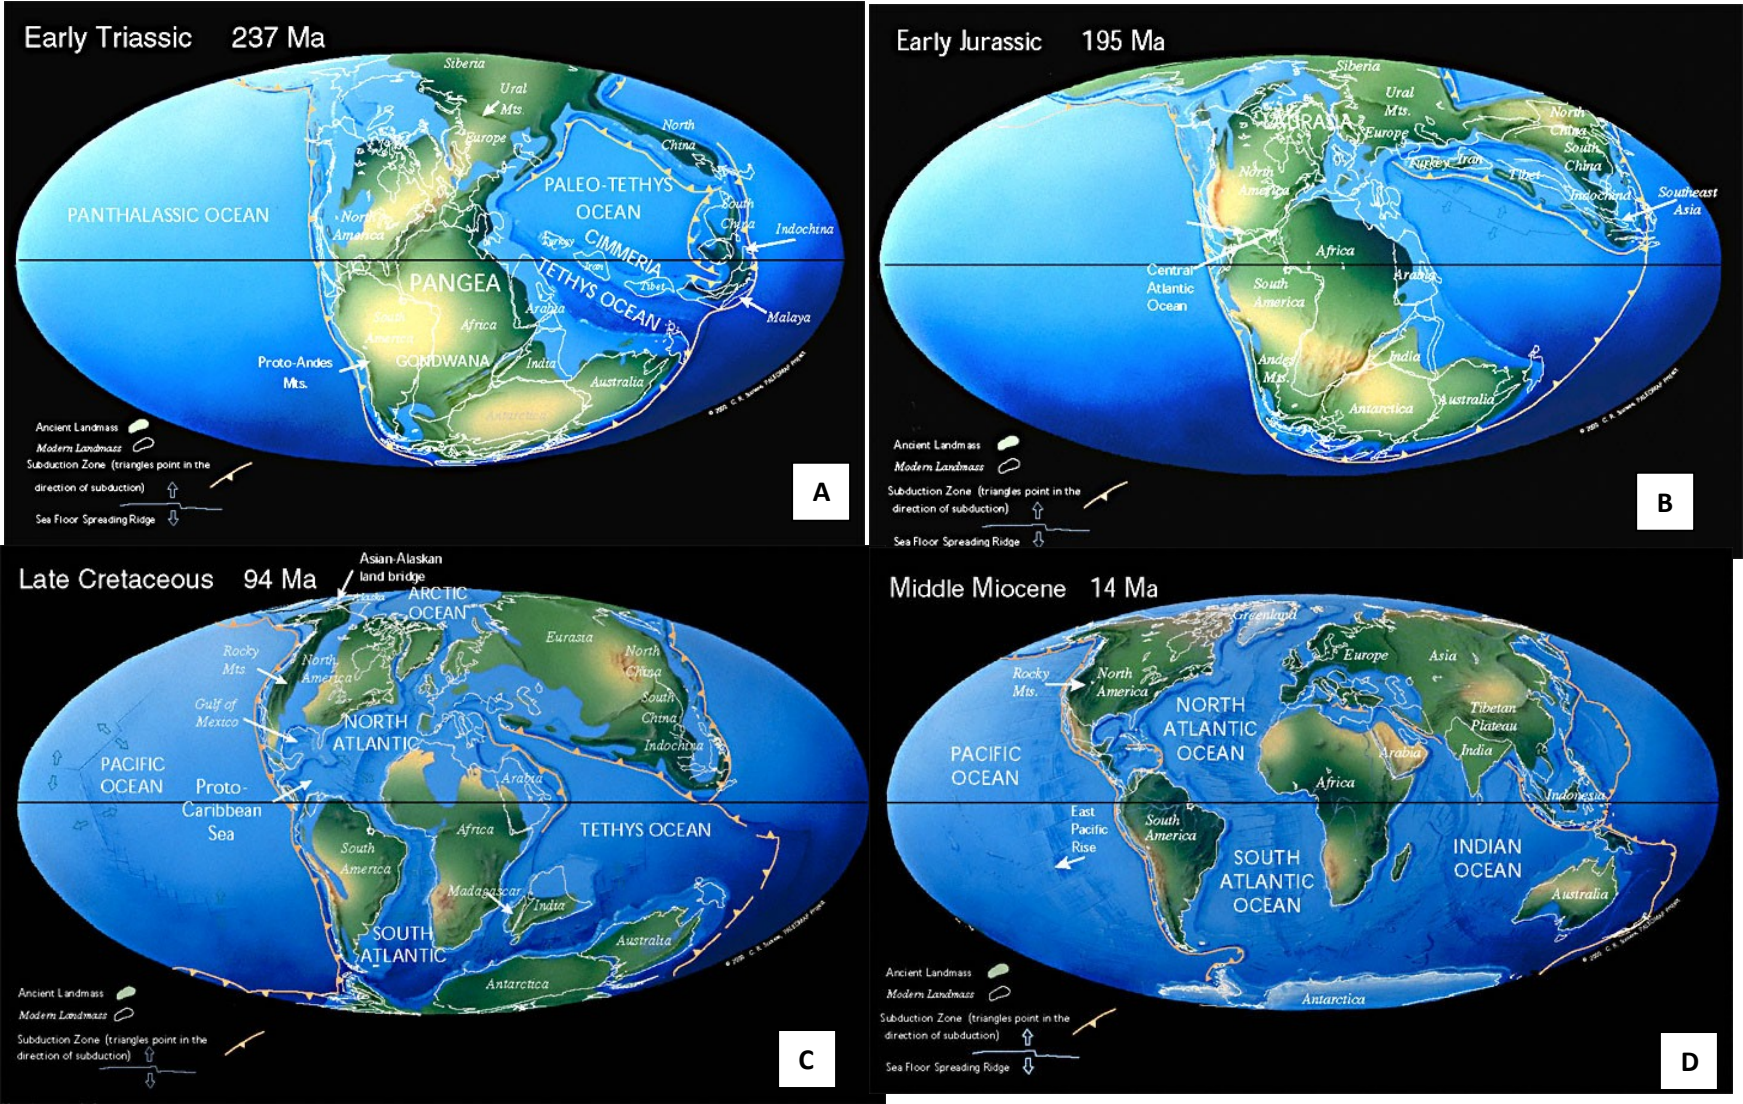 Early Triassic 237 Ma
Siberia
Ural
Mts.
Europe
North
China
PALEO-TETHYS
OCEAN
PANTHALASSIC OCEAN
North
America
South
China
Indochina
Turkey
CIMMERIA
Iran
Tibet
PANGEA
TETHYS OCEAN
Arabia
Malaya
South
America
Africa
Proto-Andes
Mts.
GONDWANA
India
Australia
Antarctica
Ancient Landmass
Modern Landmass
Subduction Zone (triangles point in the
direction of subduction)
Sea Floor Spreading Ridge
A
Early Jurassic 195 Ma
Siberia
Ural
Mts.
Europe
North
China
South
China
Turkey
Iran
Tibet
Indochina
Southeast
Asia
North
America
Africa
Arabia
Central
Atlantic
Ocean
South
America
Andes
Mts.
India
Antarctica
Australia
Ancient Landmass
Modern Landmass
Subduction Zone (triangles point in the
direction of subduction)
Sea Floor Spreading Ridge
B
Late Cretaceous 94 Ma
Asian-Alaskan
land bridge
Alaska
ARCTIC
OCEAN
Eurasia
Rocky
Mts
North
America
North
China
Gulf of
Mexico
NORTH
ATLANTIC
South
China
Indochina
PACIFIC
OCEAN
Proto-
Caribbean
Sea
Arabia
Africa
TETHYS OCEAN
South
America
Madagascar
India
SOUTH
ATLANTIC
Australia
Antarctica
Ancient Landmass
Modern Landmass
Subduction Zone (triangles point in the
direction of subduction)
C
Middle Miocene 14 Ma
Greenland
Rocky
Mts.
North
America
Europe
Asia
NORTH
ATLANTIC
OCEAN
Tibetan
Plateau
PACIFIC
OCEAN
Arabia
India
Africa
Indonesia
East
Pacific
Rise
South
America
SOUTH
ATLANTIC
OCEAN
INDIAN
OCEAN
Australia
Antarctica
Ancient Landmass
Modern Landmass
Subduction Zone (triangles point in the
direction of subduction)
Sea Floor Spreading Ridge
D